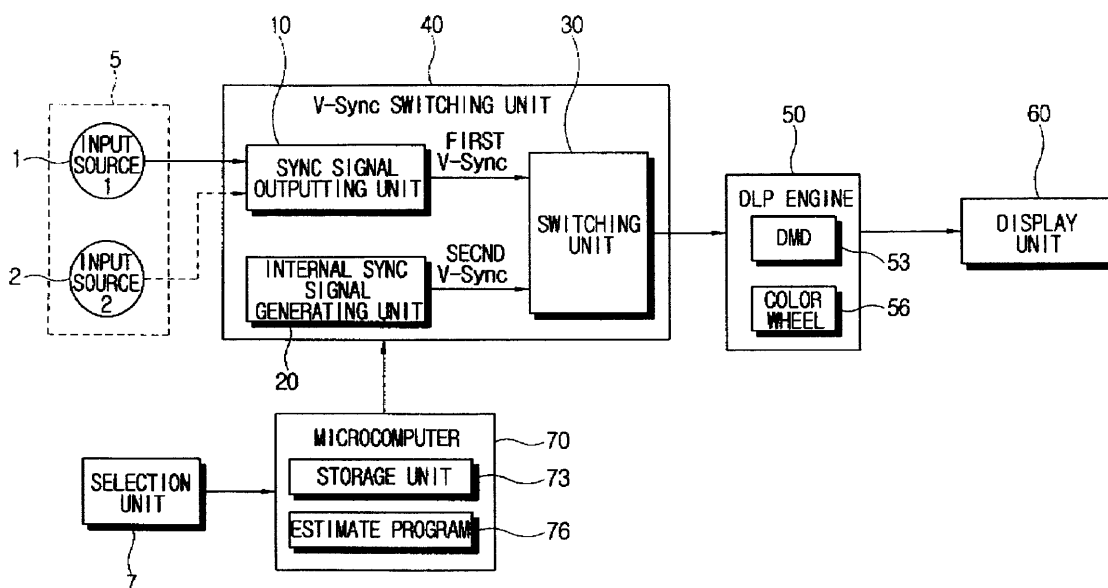 5
10
40
30
V-Sync SWITCHING UNIT
50
60
1
INPUT
SOURCE
1
SYNC SIGNAL
OUTPUTTING UNIT
FIRST
V-Sync
SWITCHING
UNIT
DLP ENGINE
DMD
53
COLOR
WHEEL
56
DISPLAY
UNIT
2
INPUT
SOURCE
2
INTERNAL SYNC
SIGNAL
GENERATING UNIT
SECND
V-Sync
20
MICROCOMPUTER
70
STORAGE UNIT
73
ESTIMATE PROGRAM
76
SELECTION
UNIT
7